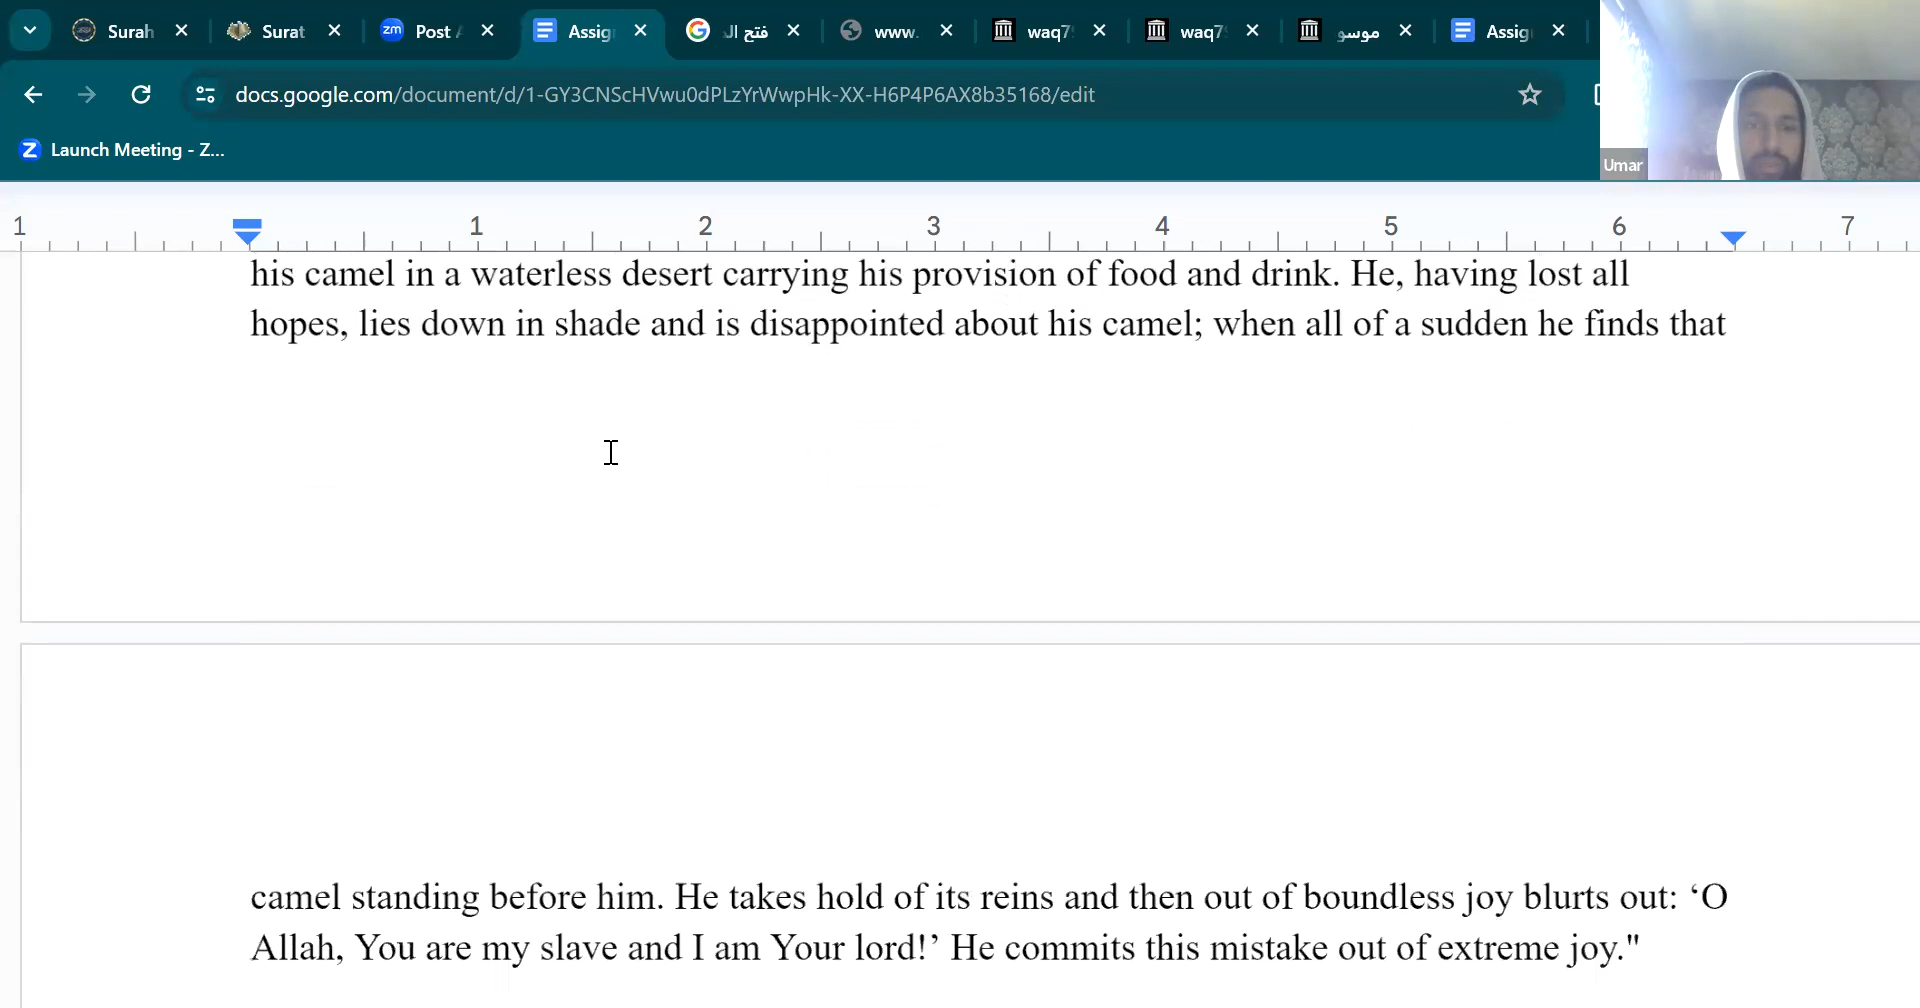 Surah
Surat
Post A
Assig
فتح الـ
www.
waq7
waq7
موسو
Assig
docs.google.com/document/d/1-GY3CNScHVwu0dPLzYrWwpHk-XX-H6P4P6AX8b35168/edit
Launch Meeting - Z...
Umar
1 1 2 3 4 5 6 7
his camel in a waterless desert carrying his provision of food and drink. He, having lost all
hopes, lies down in shade and is disappointed about his camel; when all of a sudden he finds that
camel standing before him. He takes hold of its reins and then out of boundless joy blurts out: ‘O
Allah, You are my slave and I am Your lord!’ He commits this mistake out of extreme joy."